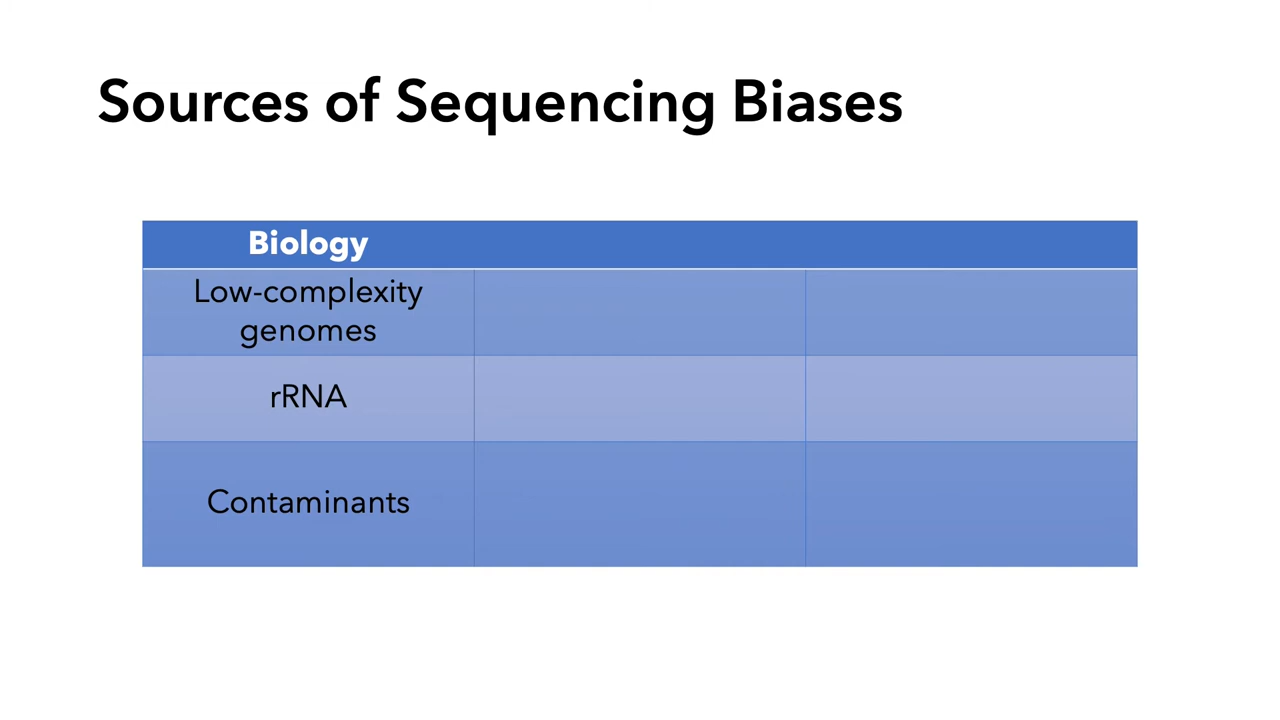 Sources of Sequencing Biases
Biology
Low-complexity
genomes
rRNA
Contaminants